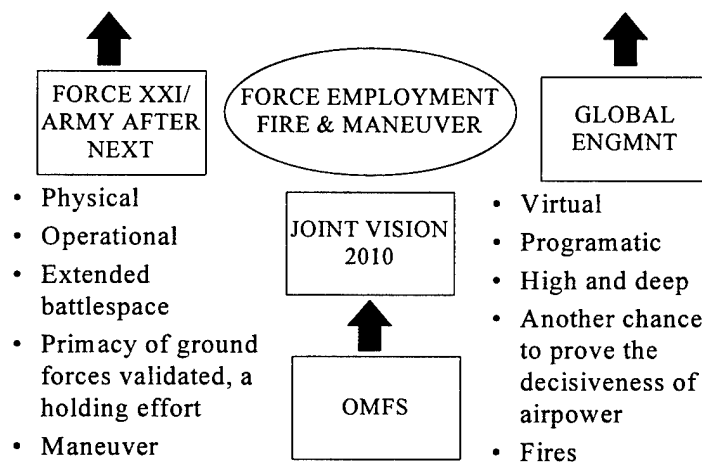 FORCE XXI/
ARMY AFTER
NEXT
• Physical
• Operational
• Extended
battlespace
• Primacy of ground
forces validated, a
holding effort
• Maneuver
FORCE EMPLOYMENT
FIRE & MANEUVER
JOINT VISION
2010
OMFS
GLOBAL
ENGMNT
• Virtual
• Programatic
• High and deep
• Another chance
to prove the
decisiveness of
airpower
• Fires